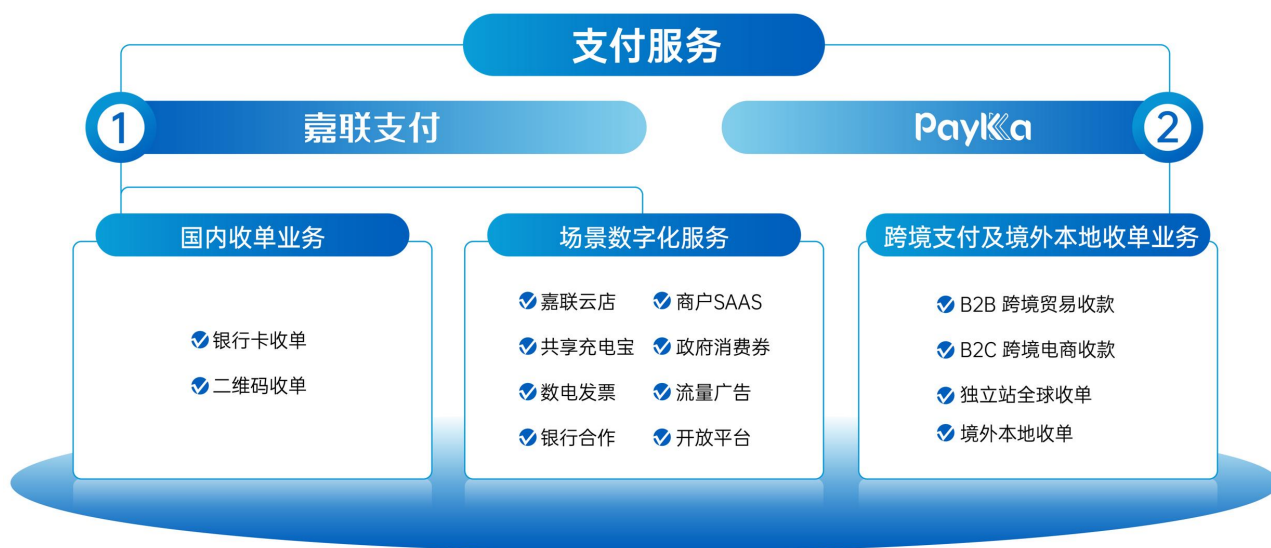 支付服务
1
嘉联支付
PayKKa
2
国内收单业务
银行卡收单
二维码收单
场景数字化服务
嘉联云店 商户SAAS
共享充电宝 政府消费券
数电发票 流量广告
银行合作 开放平台
跨境支付及境外本地收单业务
B2B 跨境贸易收款
B2C 跨境电商收款
独立站全球收单
境外本地收单